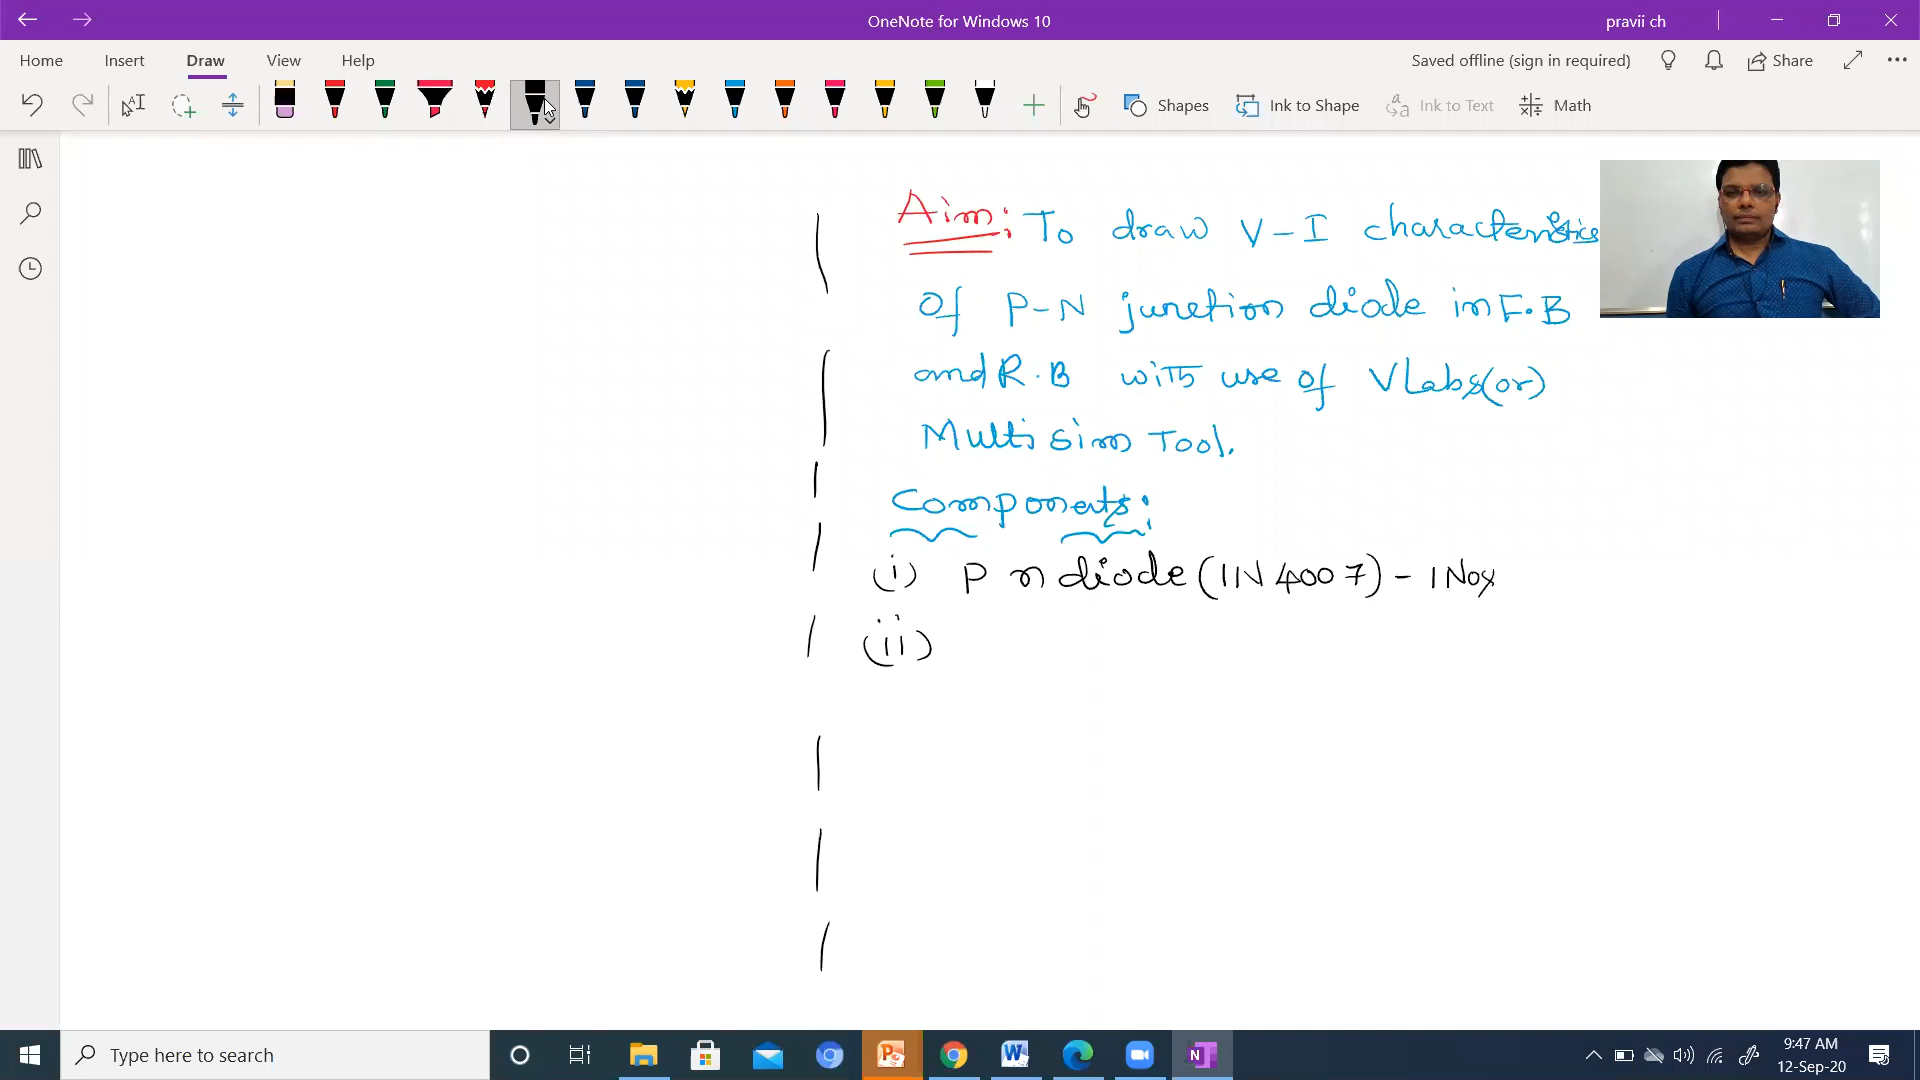 OneNote for Windows 10
pravii ch
Home Insert Draw View Help
Saved offline (sign in required) Share
Shapes Ink to Shape Ink to Text Math
Aim: To draw V-I characteristics
of P-N junction diode in F.B
and R.B with use of VLabs (or)
Multisim Tool.
Components:
(i) P n diode (1N 4007) - 1No
(ii)
Type here to search
9:47 AM
12-Sep-20